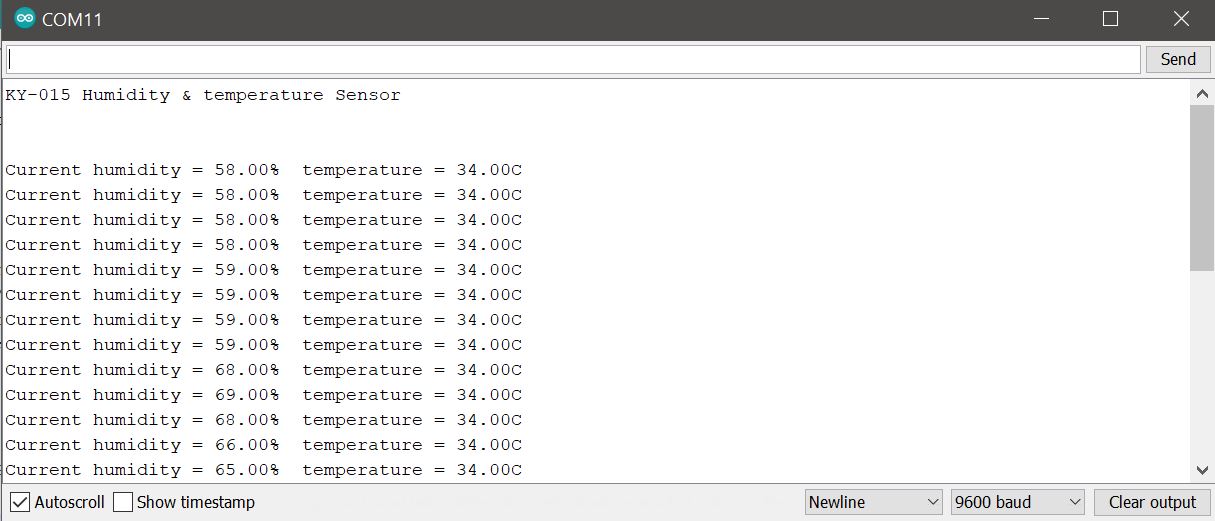 COM11
Send
KY-015 Humidity & temperature Sensor
Current humidity = 58.00%  temperature = 34.00C
Current humidity = 58.00%  temperature = 34.00C
Current humidity = 58.00%  temperature = 34.00C
Current humidity = 58.00%  temperature = 34.00C
Current humidity = 59.00%  temperature = 34.00C
Current humidity = 59.00%  temperature = 34.00C
Current humidity = 59.00%  temperature = 34.00C
Current humidity = 59.00%  temperature = 34.00C
Current humidity = 68.00%  temperature = 34.00C
Current humidity = 69.00%  temperature = 34.00C
Current humidity = 68.00%  temperature = 34.00C
Current humidity = 66.00%  temperature = 34.00C
Current humidity = 65.00%  temperature = 34.00C
Autoscroll Show timestamp Newline 9600 baud Clear output